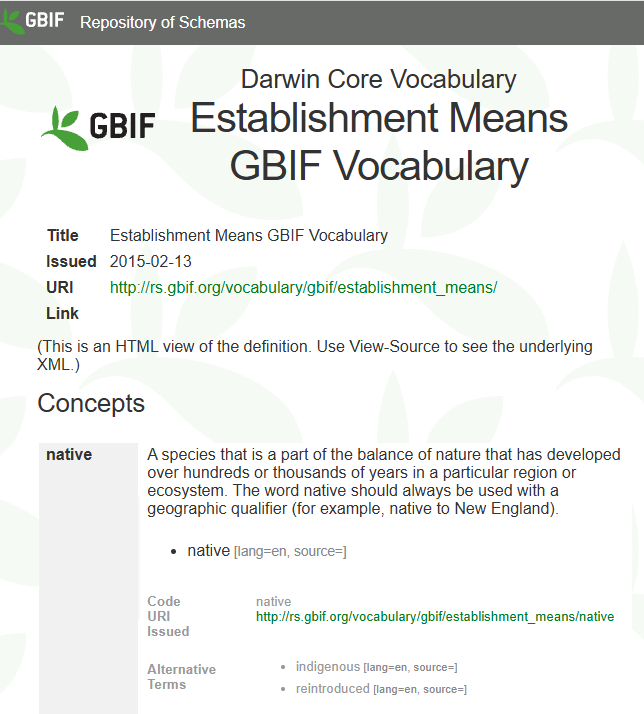 GBIF Repository of Schemas
Darwin Core Vocabulary
GBIF
Establishment Means
GBIF Vocabulary
Title Establishment Means GBIF Vocabulary
Issued 2015-02-13
URI http://rs.gbif.org/vocabulary/gbif/establishment_means/
Link
(This is an HTML view of the definition. Use View-Source to see the underlying
XML.)
Concepts
native A species that is a part of the balance of nature that has developed
over hundreds or thousands of years in a particular region or
ecosystem. The word native should always be used with a
geographic qualifier (for example, native to New England).
• native [lang=en, source=]
Code native
URI http://rs.gbif.org/vocabulary/gbif/establishment_means/native
Issued
Alternative
Terms
• indigenous [lang=en, source=]
• reintroduced [lang=en, source=]